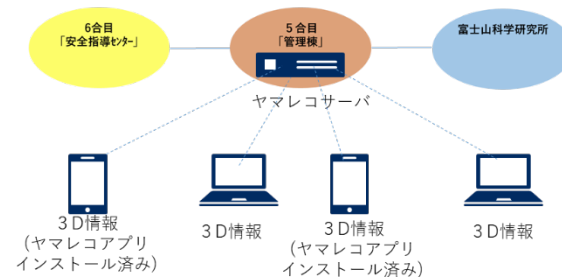 6合目
「安全指導ｾﾝﾀｰ」
５合目
「管理棟」
富士山科学研究所
ヤマレコサーバ
３Ｄ情報
(ヤマレコアプリ
インストール済み)
３Ｄ情報
３Ｄ情報
(ヤマレコアプリ
インストール済み)
３Ｄ情報